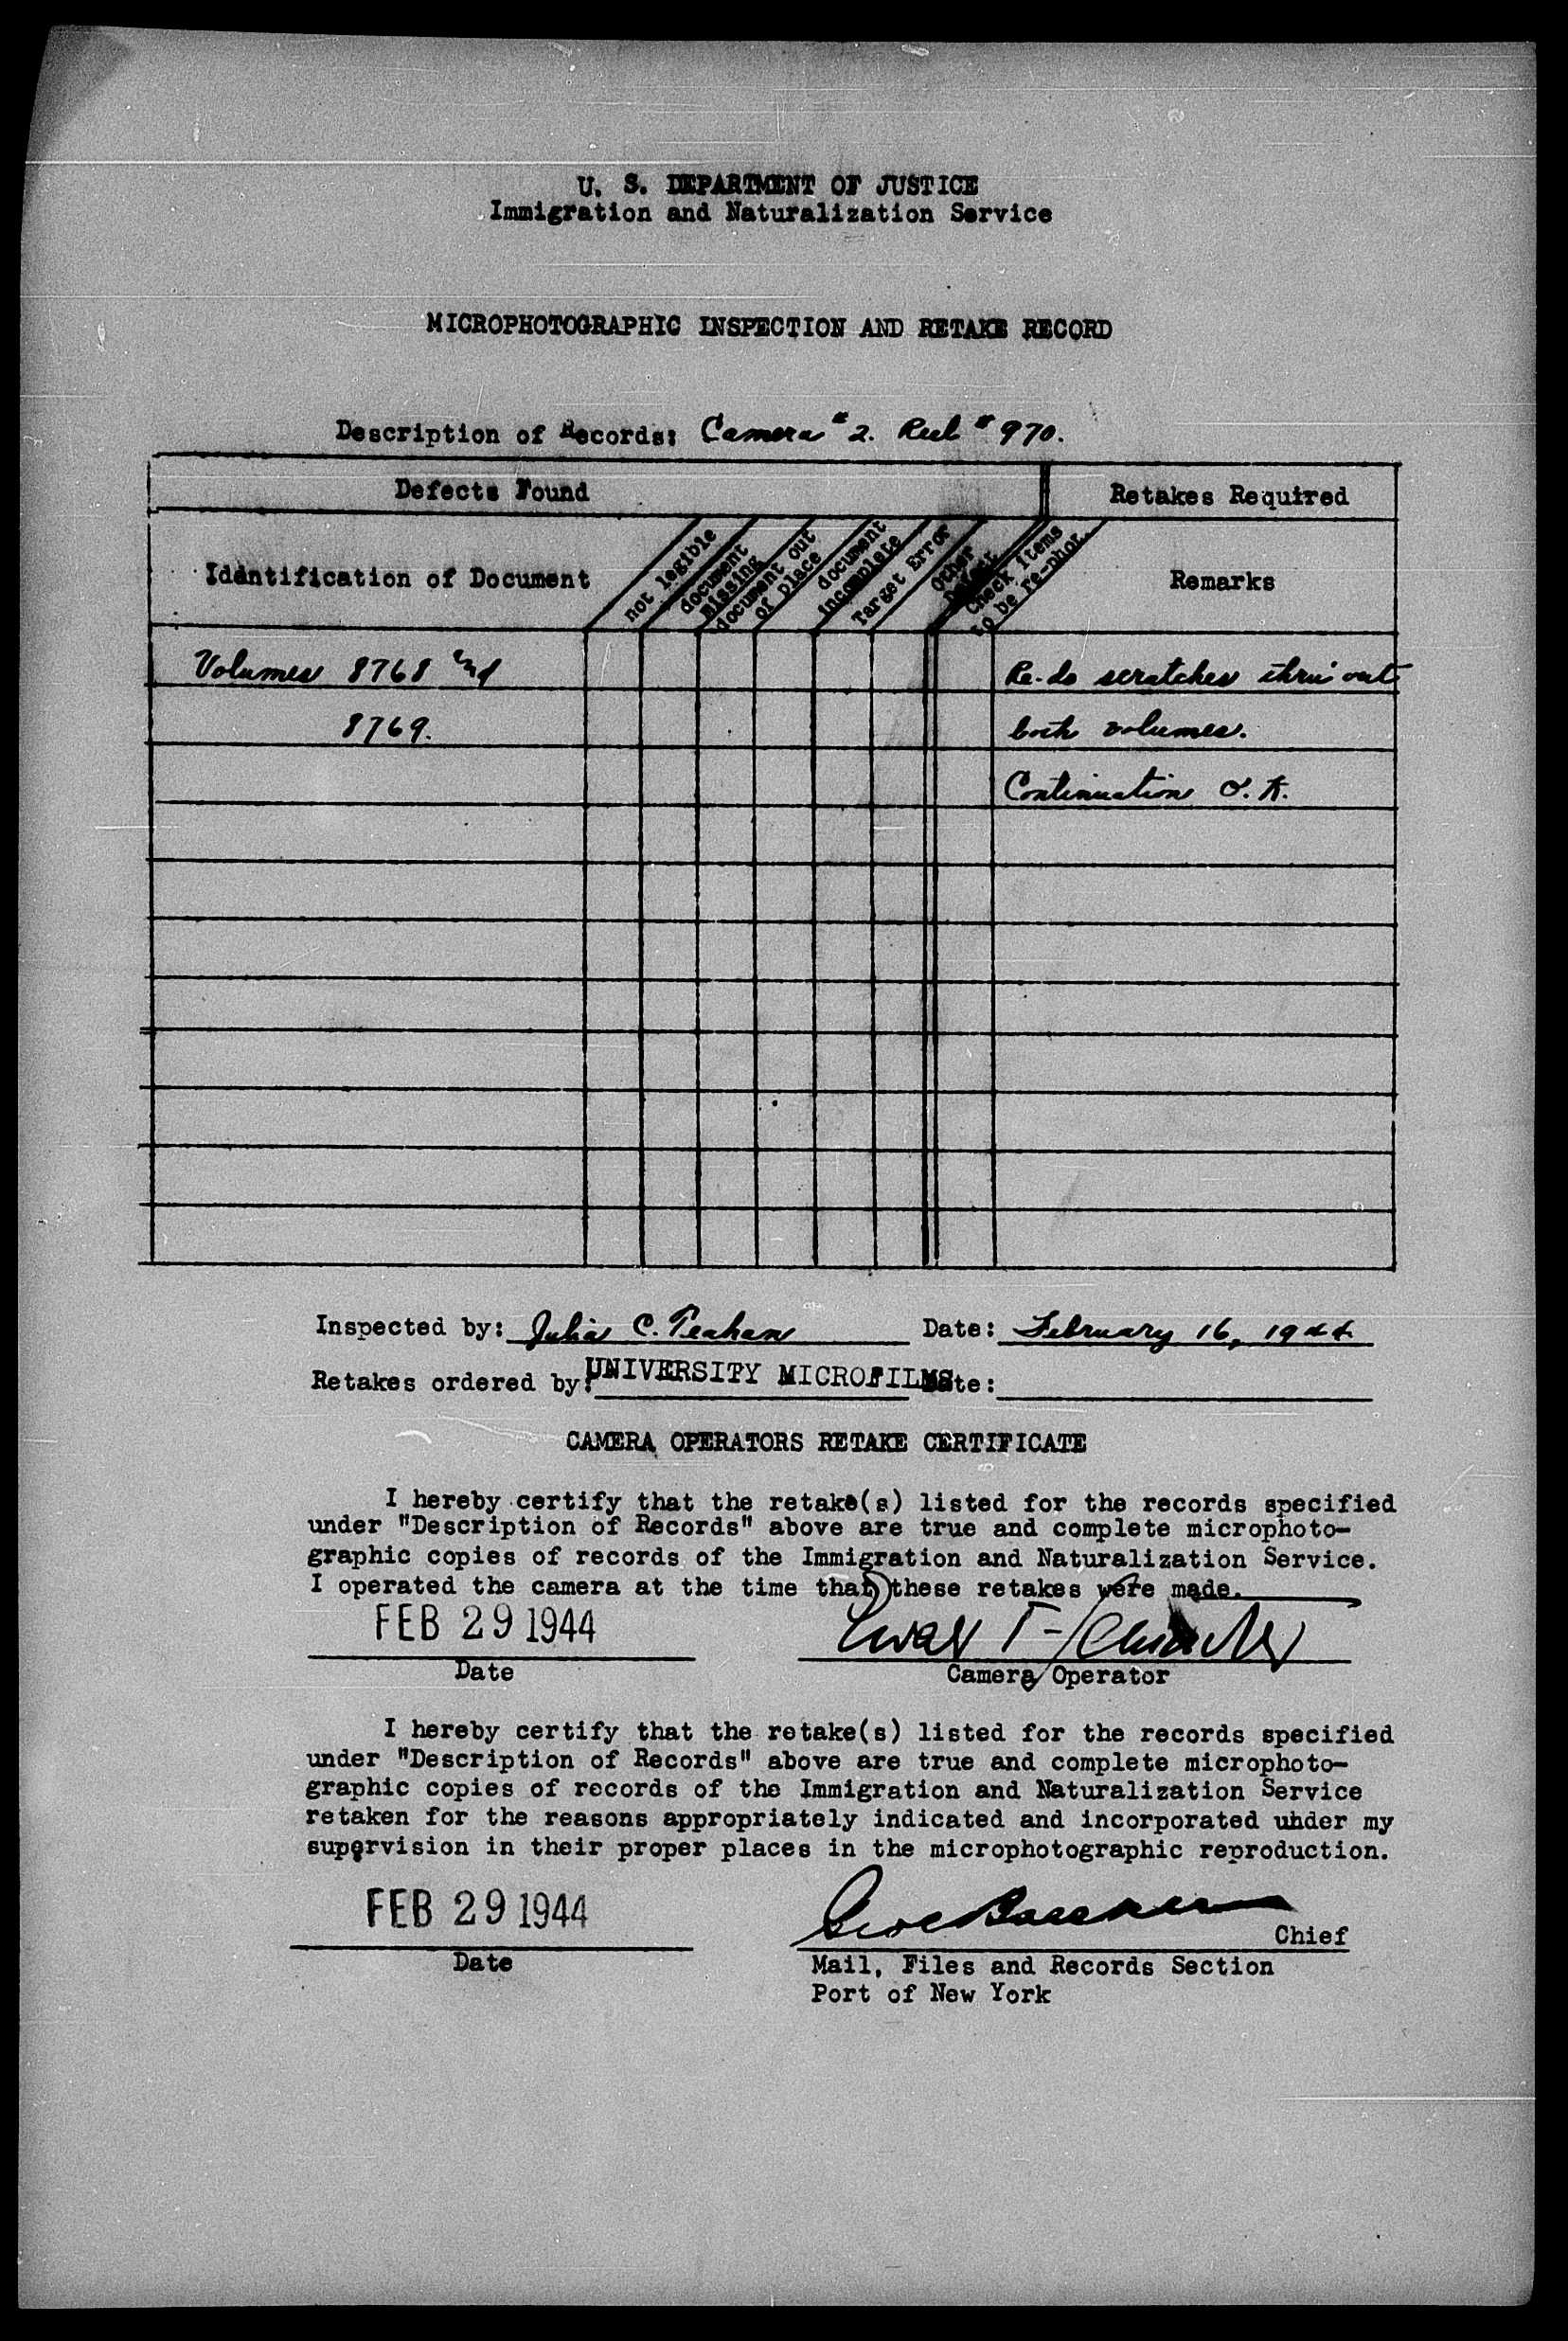 U. S. DEPARTMENT OF JUSTICE
Immigration and Naturalization Service
MICROPHOTOGRAPHIC INSPECTION AND RETAKE RECORD
Description of Records: Camera #2. Reel #970.
Defects Found
Retakes Required
Identification of Document
not legible
document missing
document out of place
document incomplete
Target Error
Other Defect
Check items to be re-phot.
Remarks
Volumes 8768 and
Re-do scratches thru' out
8769.
both volumes.
Continuation O.K.
Inspected by: Julia C. Date: February 16, 1944
Retakes ordered by: UNIVERSITY MICROFILMS Date:
CAMERA OPERATORS RETAKE CERTIFICATE
I hereby certify that the retake(s) listed for the records specified
under "Description of Records" above are true and complete microphoto-
graphic copies of records of the Immigration and Naturalization Service.
I operated the camera at the time that these retakes were made.
FEB 29 1944
Date
Camera Operator
I hereby certify that the retake(s) listed for the records specified
under "Description of Records" above are true and complete microphoto-
graphic copies of records of the Immigration and Naturalization Service
retaken for the reasons appropriately indicated and incorporated under my
supervision in their proper places in the microphotographic reproduction.
FEB 29 1944
Chief
Date
Mail, Files and Records Section
Port of New York